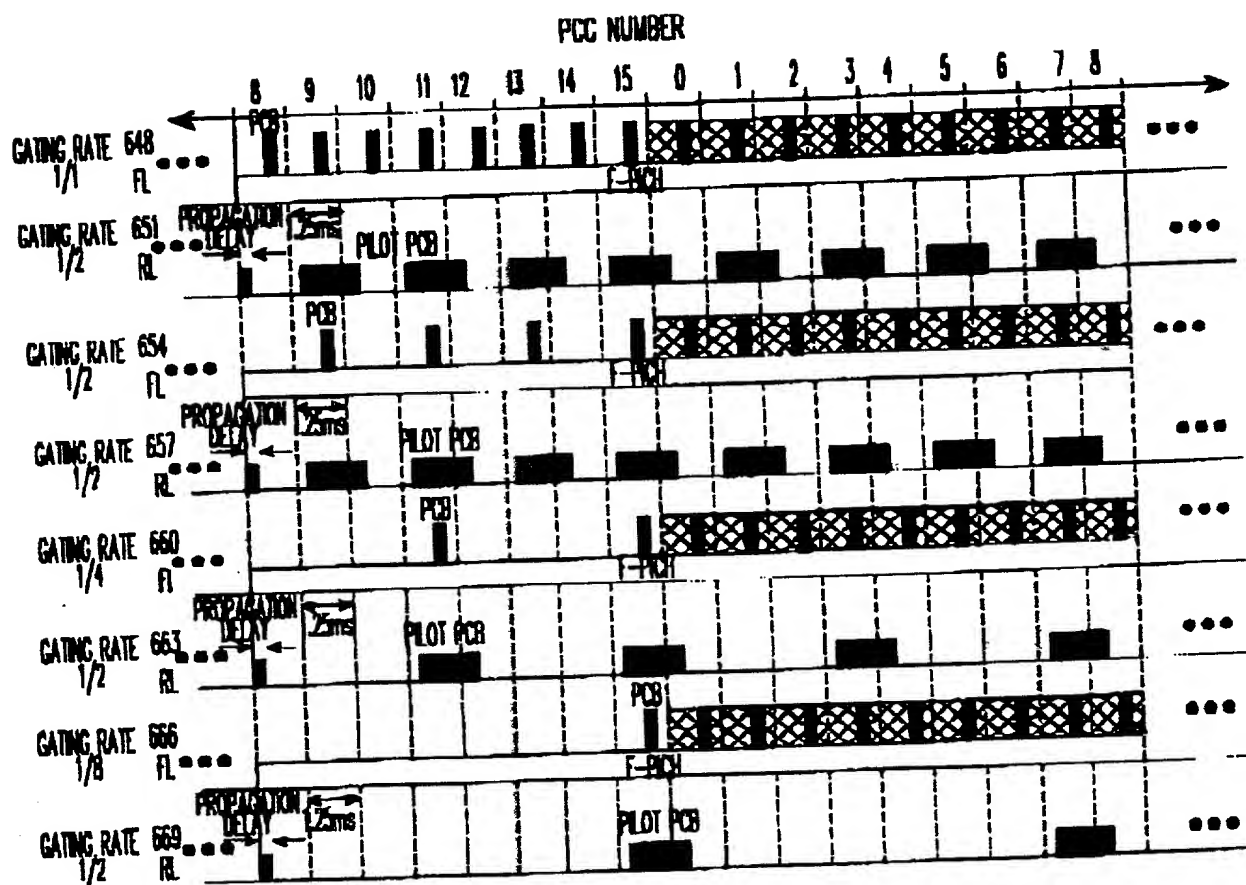 PCC NUMBER
8 9 10 11 12 13 14 15 0 1 2 3 4 5 6 7 8
PCB
GATING RATE 648
1/1 FL
F-PICH
PROPAGATION
DELAY
1.25ms
PILOT PCB
GATING RATE 651
1/2 RL
PCB
GATING RATE 654
1/2 FL
F-PICH
PROPAGATION
DELAY
1.25ms
PILOT PCB
GATING RATE 657
1/2 RL
PCB
GATING RATE 660
1/4 FL
F-PICH
PROPAGATION
DELAY
1.25ms
PILOT PCB
GATING RATE 663
1/2 RL
PCB
GATING RATE 666
1/8 FL
F-PICH
PROPAGATION
DELAY
1.25ms
PILOT PCB
GATING RATE 669
1/2 RL